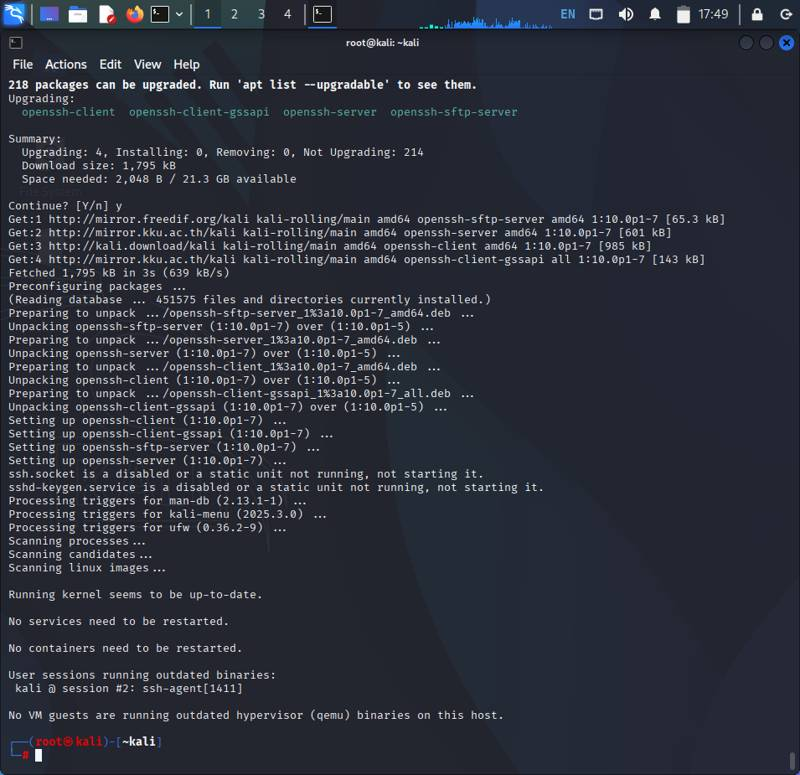 1 2 3 4 EN 17:49
root@kali: ~kali
File Actions Edit View Help
218 packages can be upgraded. Run 'apt list --upgradable' to see them.
Upgrading:
openssh-client openssh-client-gssapi openssh-server openssh-sftp-server
Summary:
Upgrading: 4, Installing: 0, Removing: 0, Not Upgrading: 214
Download size: 1,795 kB
Space needed: 2,048 B / 21.3 GB available
Continue? [Y/n] y
Get:1 http://mirror.freedif.org/kali kali-rolling/main amd64 openssh-sftp-server amd64 1:10.0p1-7 [65.3 kB]
Get:2 http://mirror.kku.ac.th/kali kali-rolling/main amd64 openssh-server amd64 1:10.0p1-7 [601 kB]
Get:3 http://kali.download/kali kali-rolling/main amd64 openssh-client amd64 1:10.0p1-7 [985 kB]
Get:4 http://mirror.kku.ac.th/kali kali-rolling/main amd64 openssh-client-gssapi all 1:10.0p1-7 [143 kB]
Fetched 1,795 kB in 3s (639 kB/s)
Preconfiguring packages ...
(Reading database ... 451575 files and directories currently installed.)
Preparing to unpack .../openssh-sftp-server_1%3a10.0p1-7_amd64.deb ...
Unpacking openssh-sftp-server (1:10.0p1-7) over (1:10.0p1-5) ...
Preparing to unpack .../openssh-server_1%3a10.0p1-7_amd64.deb ...
Unpacking openssh-server (1:10.0p1-7) over (1:10.0p1-5) ...
Preparing to unpack .../openssh-client_1%3a10.0p1-7_amd64.deb ...
Unpacking openssh-client (1:10.0p1-7) over (1:10.0p1-5) ...
Preparing to unpack .../openssh-client-gssapi_1%3a10.0p1-7_all.deb ...
Unpacking openssh-client-gssapi (1:10.0p1-7) over (1:10.0p1-5) ...
Setting up openssh-client (1:10.0p1-7) ...
Setting up openssh-client-gssapi (1:10.0p1-7) ...
Setting up openssh-sftp-server (1:10.0p1-7) ...
Setting up openssh-server (1:10.0p1-7) ...
ssh.socket is a disabled or a static unit not running, not starting it.
sshd-keygen.service is a disabled or a static unit not running, not starting it.
Processing triggers for man-db (2.13.1-1) ...
Processing triggers for kali-menu (2025.3.0) ...
Processing triggers for ufw (0.36.2-9) ...
Scanning processes...
Scanning candidates...
Scanning linux images...
Running kernel seems to be up-to-date.
No services need to be restarted.
No containers need to be restarted.
User sessions running outdated binaries:
kali @ session #2: ssh-agent[1411]
No VM guests are running outdated hypervisor (qemu) binaries on this host.
┌──(root㉿kali)-[~kali]
└─#